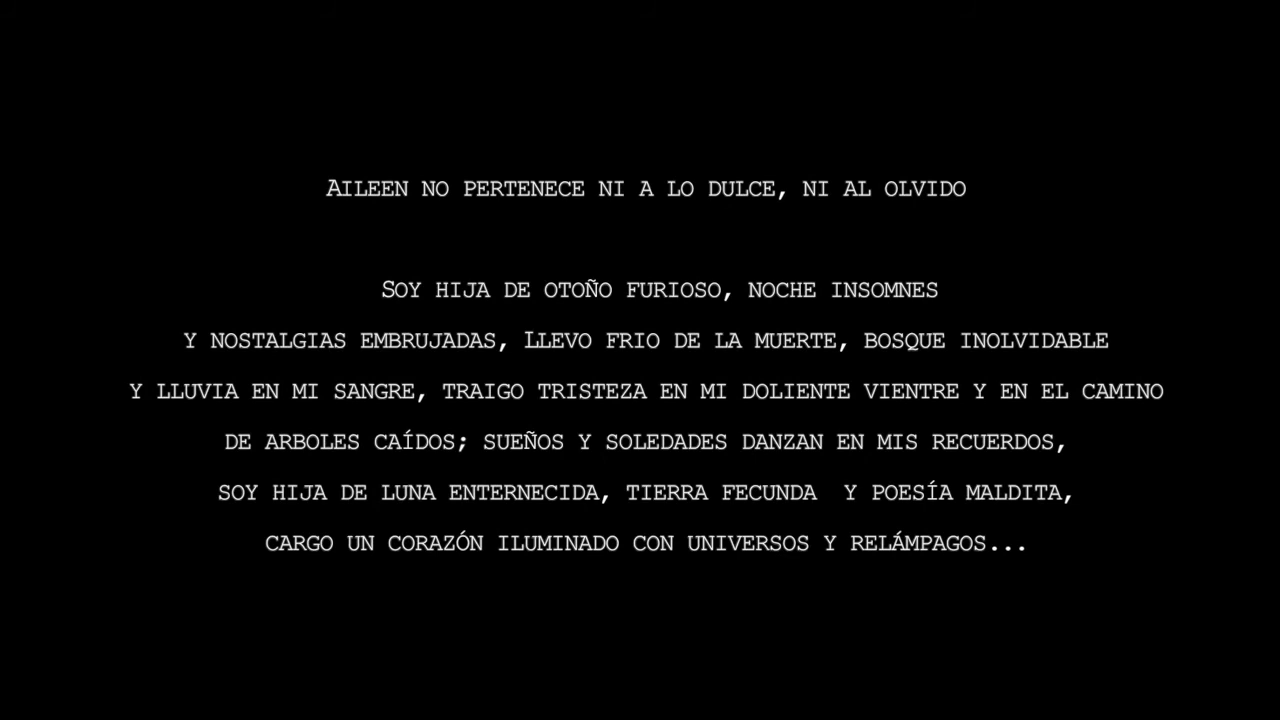 AILEEN NO PERTENECE NI A LO DULCE, NI AL OLVIDO
SOY HIJA DE OTOÑO FURIOSO, NOCHE INSOMNES
Y NOSTALGIAS EMBRUJADAS, LLEVO FRIO DE LA MUERTE, BOSQUE INOLVIDABLE
Y LLUVIA EN MI SANGRE, TRAIGO TRISTEZA EN MI DOLIENTE VIENTRE Y EN EL CAMINO
DE ARBOLES CAÍDOS; SUEÑOS Y SOLEDADES DANZAN EN MIS RECUERDOS,
SOY HIJA DE LUNA ENTERNECIDA, TIERRA FECUNDA  Y POESÍA MALDITA,
CARGO UN CORAZÓN ILUMINADO CON UNIVERSOS Y RELÁMPAGOS...